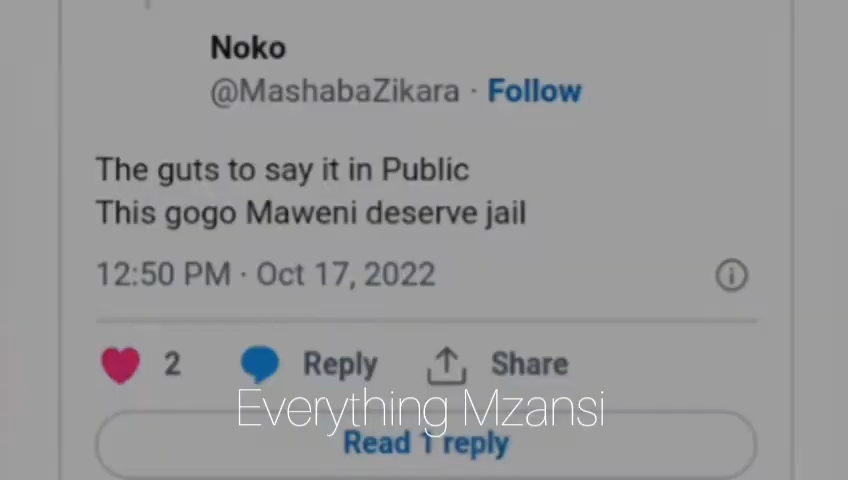 Noko
@MashabaZikara · Follow
The guts to say it in Public
This gogo Maweni deserve jail
12:50 PM · Oct 17, 2022
2 Reply Share
Everything Mzansi
Read 1 reply